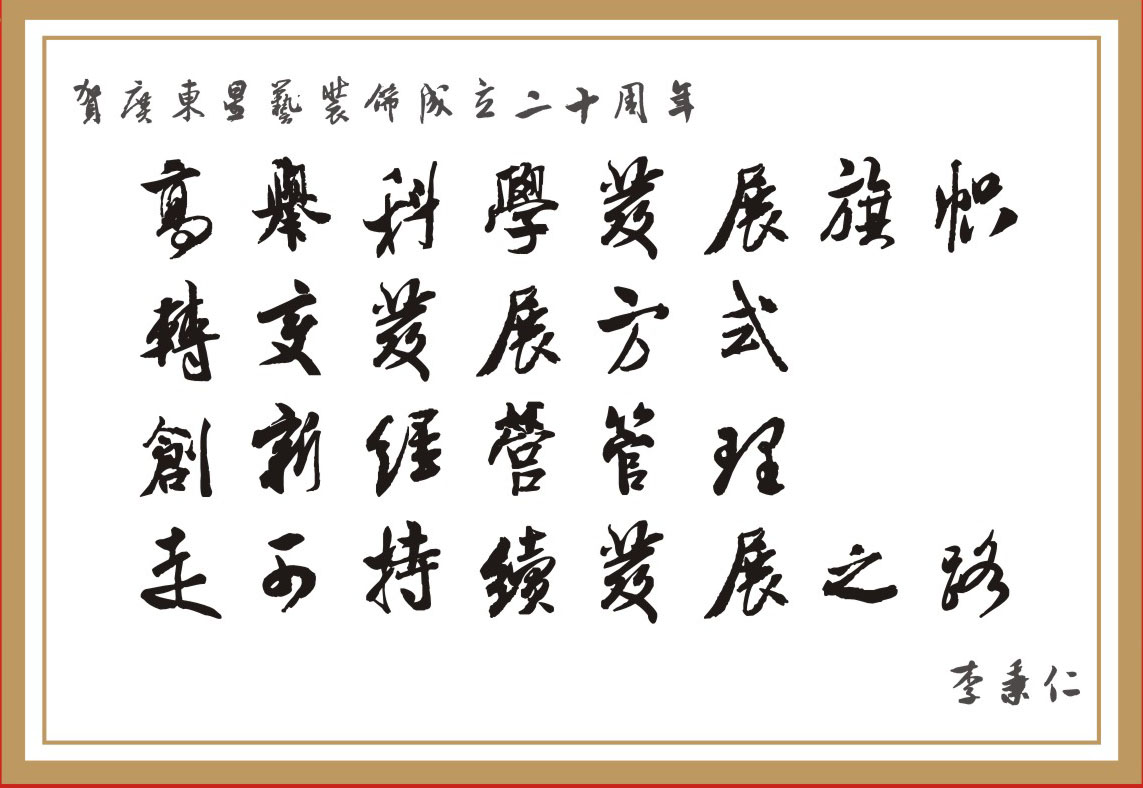 賀廣東星藝裝飾成立二十周年
高舉科學發展旗帜
轉变發展方式
創新經營管理
走可持續發展之路
李秉仁